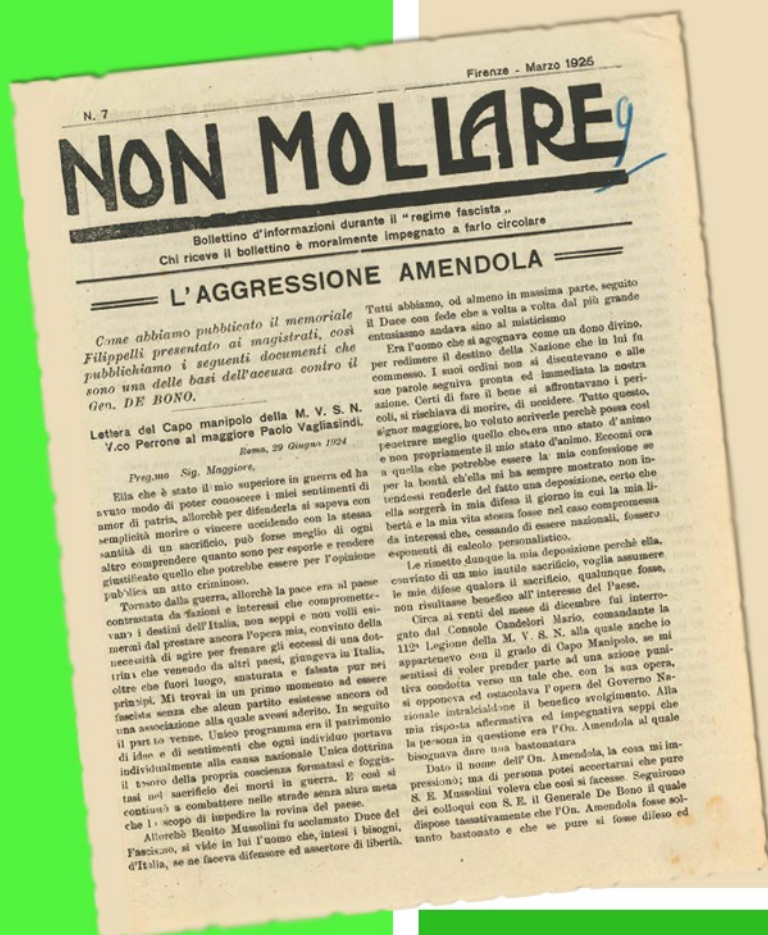 Firenze - Marzo 1925
N. 7
NON MOLLARE
9
Bollettino d'informazioni durante il "regime fascista„
Chi riceve il bollettino è moralmente impegnato a farlo circolare
L'AGGRESSIONE AMENDOLA
Come abbiamo pubblicato il memoriale
Filippelli presentato ai magistrati, così
pubblichiamo i seguenti documenti che
sono una delle basi dell'accusa contro il
Gen. DE BONO.
Lettera del Capo manipolo della M. V. S. N.
V.co Perrone al maggiore Paolo Vagliasindi.
Roma, 29 Giugno 1924
Preg.mo Sig. Maggiore,
Ella che è stato il mio superiore in guerra ed ha
avuto modo di poter conoscere i miei sentimenti di
amor di patria, allorchè per difenderla si sapeva con
semplicità morire o vincere uccidendo con la stessa
santità di un sacrificio, può forse meglio di ogni
altro comprendere quanto sono per esporle e rendere
giustificato quello che potrebbe essere per l'opinione
pubblica un atto criminoso.
Tornato dalla guerra, allorchè la pace era al paese
contrastata da fazioni e interessi che compromette-
vano i destini dell'Italia, non seppi e non volli esi-
mermi dal prestare ancora l'opera mia, convinto della
necessità di agire per frenare gli eccessi di una dot-
trina che venendo da altri paesi, giungeva in Italia,
oltre che fuori luogo, snaturata e falsata pur nei
principi. Mi trovai in un primo momento ad essere
fascista senza che alcun partito esistesse ancora od
una associazione alla quale avessi aderito. In seguito
il partito venne. Unico programma era il patrimonio
di idee e di sentimenti che ogni individuo portava
individualmente alla causa nazionale Unica dottrina
il tesoro della propria coscienza formatasi e foggia-
tasi nel sacrificio dei morti in guerra. E così si
continuò a combattere nelle strade senza altra meta
che lo scopo di impedire la rovina del paese.
Allorchè Benito Mussolini fu acclamato Duce del
Fascismo, si vide in lui l'uomo che, intesi i bisogni,
d'Italia, se ne faceva difensore ed assertore di libertà.
Tutti abbiamo, od almeno in massima parte, seguito
il Duce con fede che a volta a volta dal più grande
entusiasmo andava sino al misticismo
Era l'uomo che si agognava come un dono divino,
per redimere il destino della Nazione che in lui fu
commesso. I suoi ordini non si discutevano e alle
sue parole seguiva pronta ed immediata la nostra
azione. Certi di fare il bene si affrontavano i peri-
coli, si rischiava di morire, di uccidere. Tutto questo,
signor maggiore, ho voluto scriverle perchè possa così
penetrare meglio quello che era uno stato d'animo
e non propriamente il mio stato d'animo. Eccomi ora
a quella che potrebbe essere la mia confessione se
per la bontà ch'ella mi ha sempre mostrato non in-
tendessi renderle del fatto una deposizione, certo che
ella sorgerà in mia difesa il giorno in cui la mia li-
bertà e la mia vita stessa fosse nel caso compromessa
da interessi che, cessando di essere nazionali, fossero
esponenti di calcolo personalistico.
Le rimetto dunque la mia deposizione perchè ella,
convinto di un mio inutile sacrificio, voglia assumere
le mie difese qualora il sacrificio, qualunque fosse,
non risultasse benefico all'interesse del Paese.
Circa ai venti del mese di dicembre fui interro-
gato dal Console Candelori Mario, comandante la
112ª Legione della M. V. S. N. alla quale anche io
appartenevo con il grado di Capo Manipolo, se mi
sentissi di voler prender parte ad una azione puni-
tiva condotta verso un tale che, con la sua opera,
si opponeva ed ostacolava l'opera del Governo Na-
zionale intralciandone il benefico svolgimento. Alla
mia risposta affermativa ed impegnativa seppi che
la persona in questione era l'On. Amendola al quale
bisognava dare una bastonatura
Dato il nome dell'On. Amendola, la cosa mi im-
pressionò; ma di persona potei accertarmi che pure
S. E. Mussolini voleva che così si facesse. Seguirono
dei colloqui con S. E. il Generale De Bono il quale
dispose tassativamente che l'On. Amendola fosse sol-
tanto bastonato e che se pure si fosse difeso ed